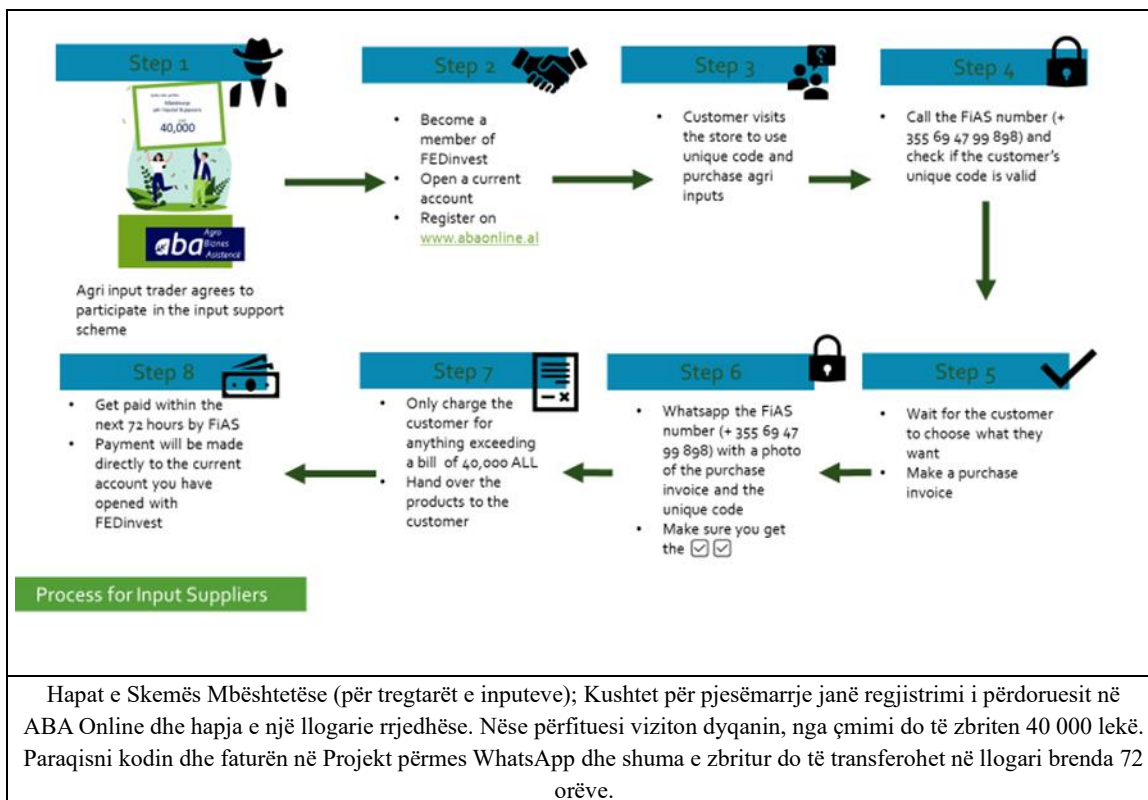 Step 1
40,000
aba
Agro
Biznes
Asistencë
Agri input trader agrees to
participate in the input support
scheme
Step 2
• Become a
member of
FEDinvest
• Open a current
account
• Register on
www.abaonline.al
Step 3
• Customer visits
the store to use
unique code and
purchase agri
inputs
Step 4
• Call the FiAS number (+
355 69 47 99 898) and
check if the customer's
unique code is valid
Step 5
• Wait for the customer
to choose what they
want
• Make a purchase
invoice
Step 6
• Whatsapp the FiAS
number (+ 355 69 47
99 898) with a photo
of the purchase
invoice and the
unique code
• Make sure you get
the ☑ ☑
Step 7
• Only charge the
customer for
anything exceeding
a bill of 40,000 ALL
• Hand over the
products to the
customer
Step 8
• Get paid within the
next 72 hours by FiAS
• Payment will be made
directly to the current
account you have
opened with
FEDinvest
Process for Input Suppliers
Hapat e Skemës Mbështetëse (për tregtarët e inputeve); Kushtet për pjesëmarrje janë regjistrimi i përdoruesit në
ABA Online dhe hapja e një llogarie rrjedhëse. Nëse përfituesi viziton dyqanin, nga çmimi do të zbriten 40 000 lekë.
Paraqisni kodin dhe faturën në Projekt përmes WhatsApp dhe shuma e zbritur do të transferohet në llogari brenda 72
orëve.